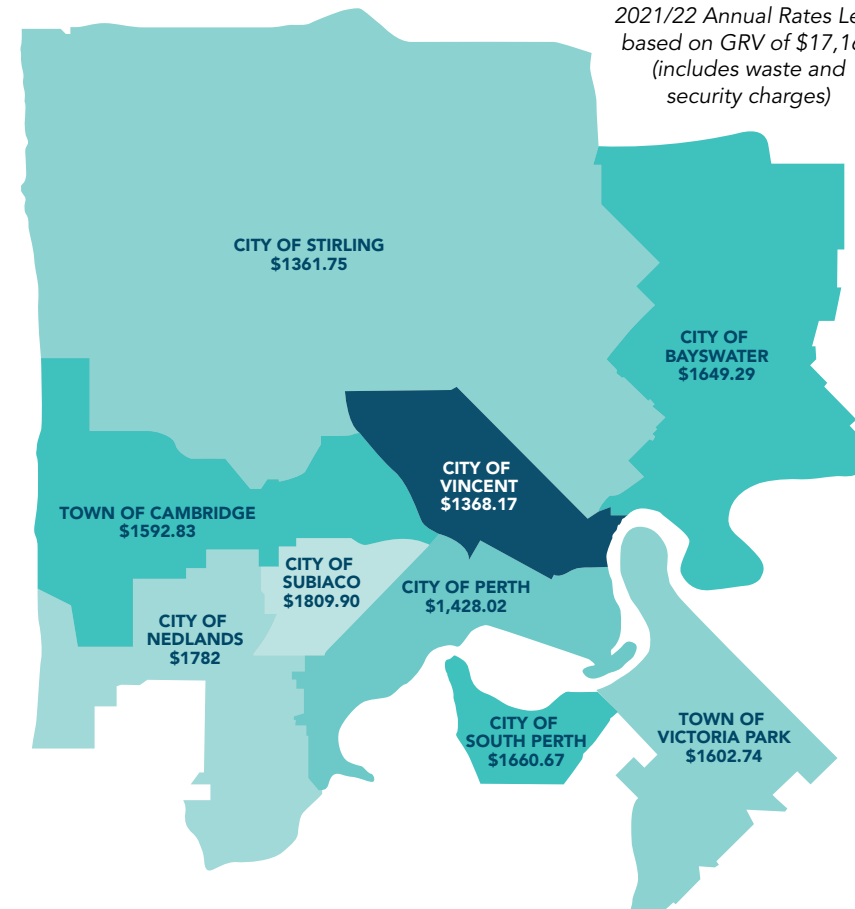 2021/22 Annual Rates
based on GRV of
(includes waste and
security charges)
CITY OF STIRLING
$1361.75
CITY OF
BAYSWATER
$1649.29
CITY OF
VINCENT
$1368.17
TOWN OF CAMBRIDGE
$1592.83
CITY OF
SUBIACO
$1809.90
CITY OF PERTH
$1,428.02
CITY OF
NEDLANDS
$1782
CITY OF
SOUTH PERTH
$1660.67
TOWN OF
VICTORIA PARK
$1602.74